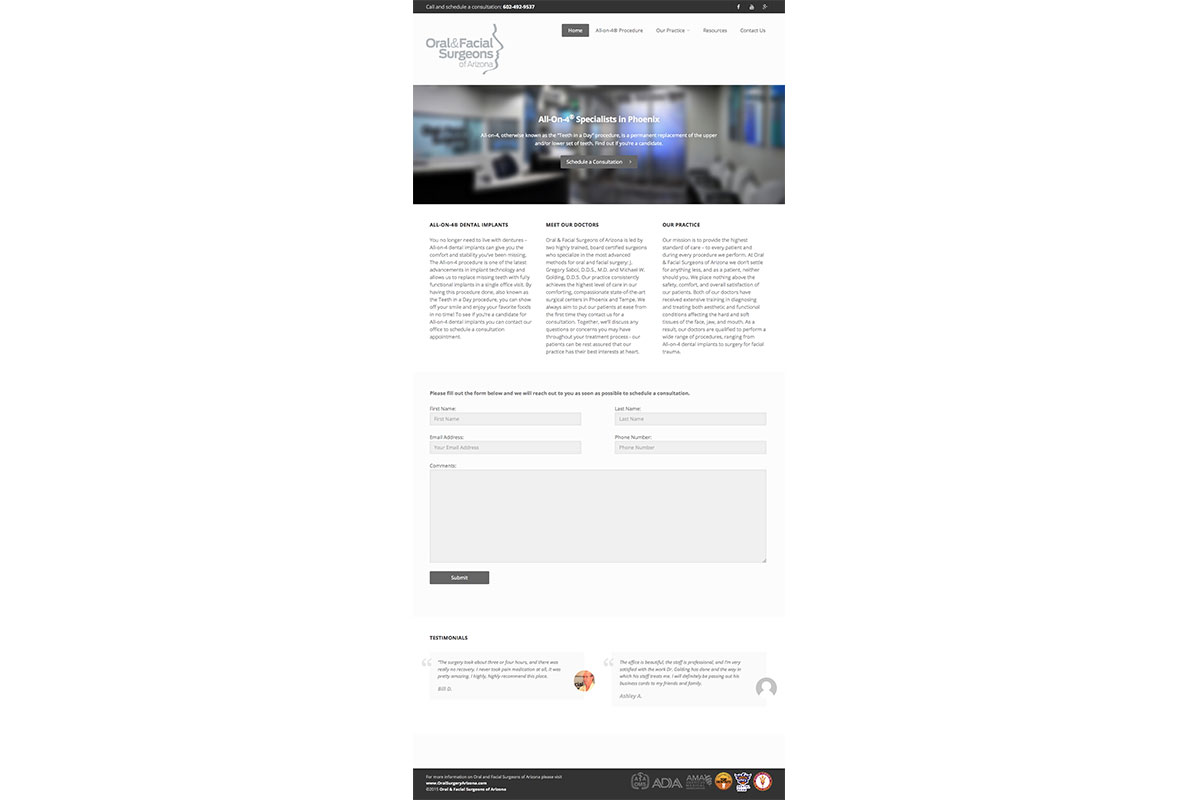 Call and schedule a consultation: 602-492-9537
Oral&Facial
Surgeons
of Arizona
Home All-on-4® Procedure Our Practice Resources Contact Us
All-On-4® Specialists in Phoenix
All-on-4, otherwise known as the "Teeth in a Day" procedure, is a permanent replacement of the upper
and/or lower set of teeth. Find out if you're a candidate.
Schedule a Consultation
ALL-ON-4® DENTAL IMPLANTS
You no longer need to live with dentures –
All-on-4 dental implants can give you the
comfort and stability you've been missing.
The All-on-4 procedure is one of the latest
advancements in implant technology and
allows us to replace missing teeth with fully
functional implants in a single office visit. By
having this procedure done, also known as
the Teeth in a Day procedure, you can show
off your smile and enjoy your favorite foods
in no time! To see if you're a candidate for
All-on-4 dental implants you can contact our
office to schedule a consultation
appointment.
MEET OUR DOCTORS
Oral & Facial Surgeons of Arizona is led by
two highly trained, board certified surgeons
who specialize in the most advanced
methods for oral and facial surgery: J.
Gregory Sabol, D.D.S., M.D. and Michael W.
Golding, D.D.S. Our practice consistently
achieves the highest level of care in our
comforting, compassionate state-of-the-art
surgical centers in Phoenix and Tempe. We
always aim to put our patients at ease from
the first time they contact us for a
consultation. Together, we'll discuss any
questions or concerns you may have
throughout your treatment process - our
patients can be rest assured that our
practice has their best interests at heart.
OUR PRACTICE
Our mission is to provide the highest
standard of care – to every patient and
during every procedure we perform. At Oral
& Facial Surgeons of Arizona we don't settle
for anything less, and as a patient, neither
should you. We place nothing above the
safety, comfort, and overall satisfaction of
our patients. Both of our doctors have
received extensive training in diagnosing
and treating both aesthetic and functional
conditions affecting the hard and soft
tissues of the face, jaw, and mouth. As a
result, our doctors are qualified to perform a
wide range of procedures, ranging from
All-on-4 dental implants to surgery for facial
trauma.
Please fill out the form below and we will reach out to you as soon as possible to schedule a consultation.
First Name: Last Name:
First Name Last Name
Email Address: Phone Number:
Your Email Address Phone Number
Comments:
Submit
TESTIMONIALS
"The surgery took about three or four hours, and there was
really no recovery. I never took pain medication at all, it was
pretty amazing. I highly, highly recommend this place.
Bill D.
The office is beautiful, the staff is professional, and I'm very
satisfied with the work Dr. Golding has done and the way in
which his staff treats me. I will definitely be passing out his
business cards to my friends and family.
Ashley A.
For more information on Oral and Facial Surgeons of Arizona please visit
www.OralSurgeryArizona.com
©2015 Oral & Facial Surgeons of Arizona
ADA AMA